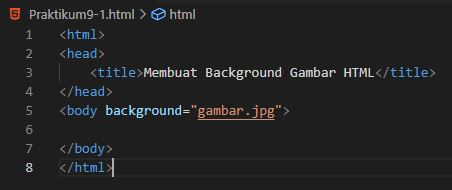 Praktikum9-1.html > html
1 <html>
2 <head>
3 <title>Membuat Background Gambar HTML</title>
4 </head>
5 <body background="gambar.jpg">
6
7 </body>
8 </html>